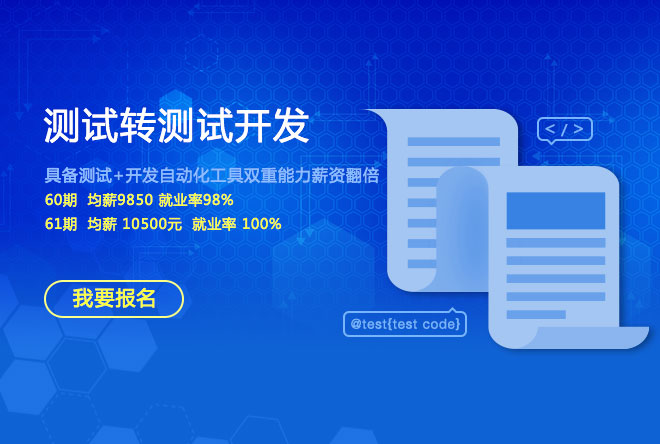 测试转测试开发
具备测试+开发自动化工具双重能力薪资翻倍
60期 均薪9850 就业率98%
61期 均薪 10500元 就业率 100%
我要报名
</>
@test{test code}